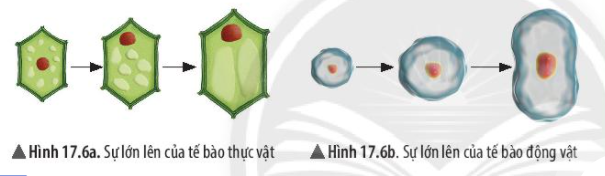 ▲ Hình 17.6a. Sự lớn lên của tế bào thực vật
▲ Hình 17.6b. Sự lớn lên của tế bào động vật